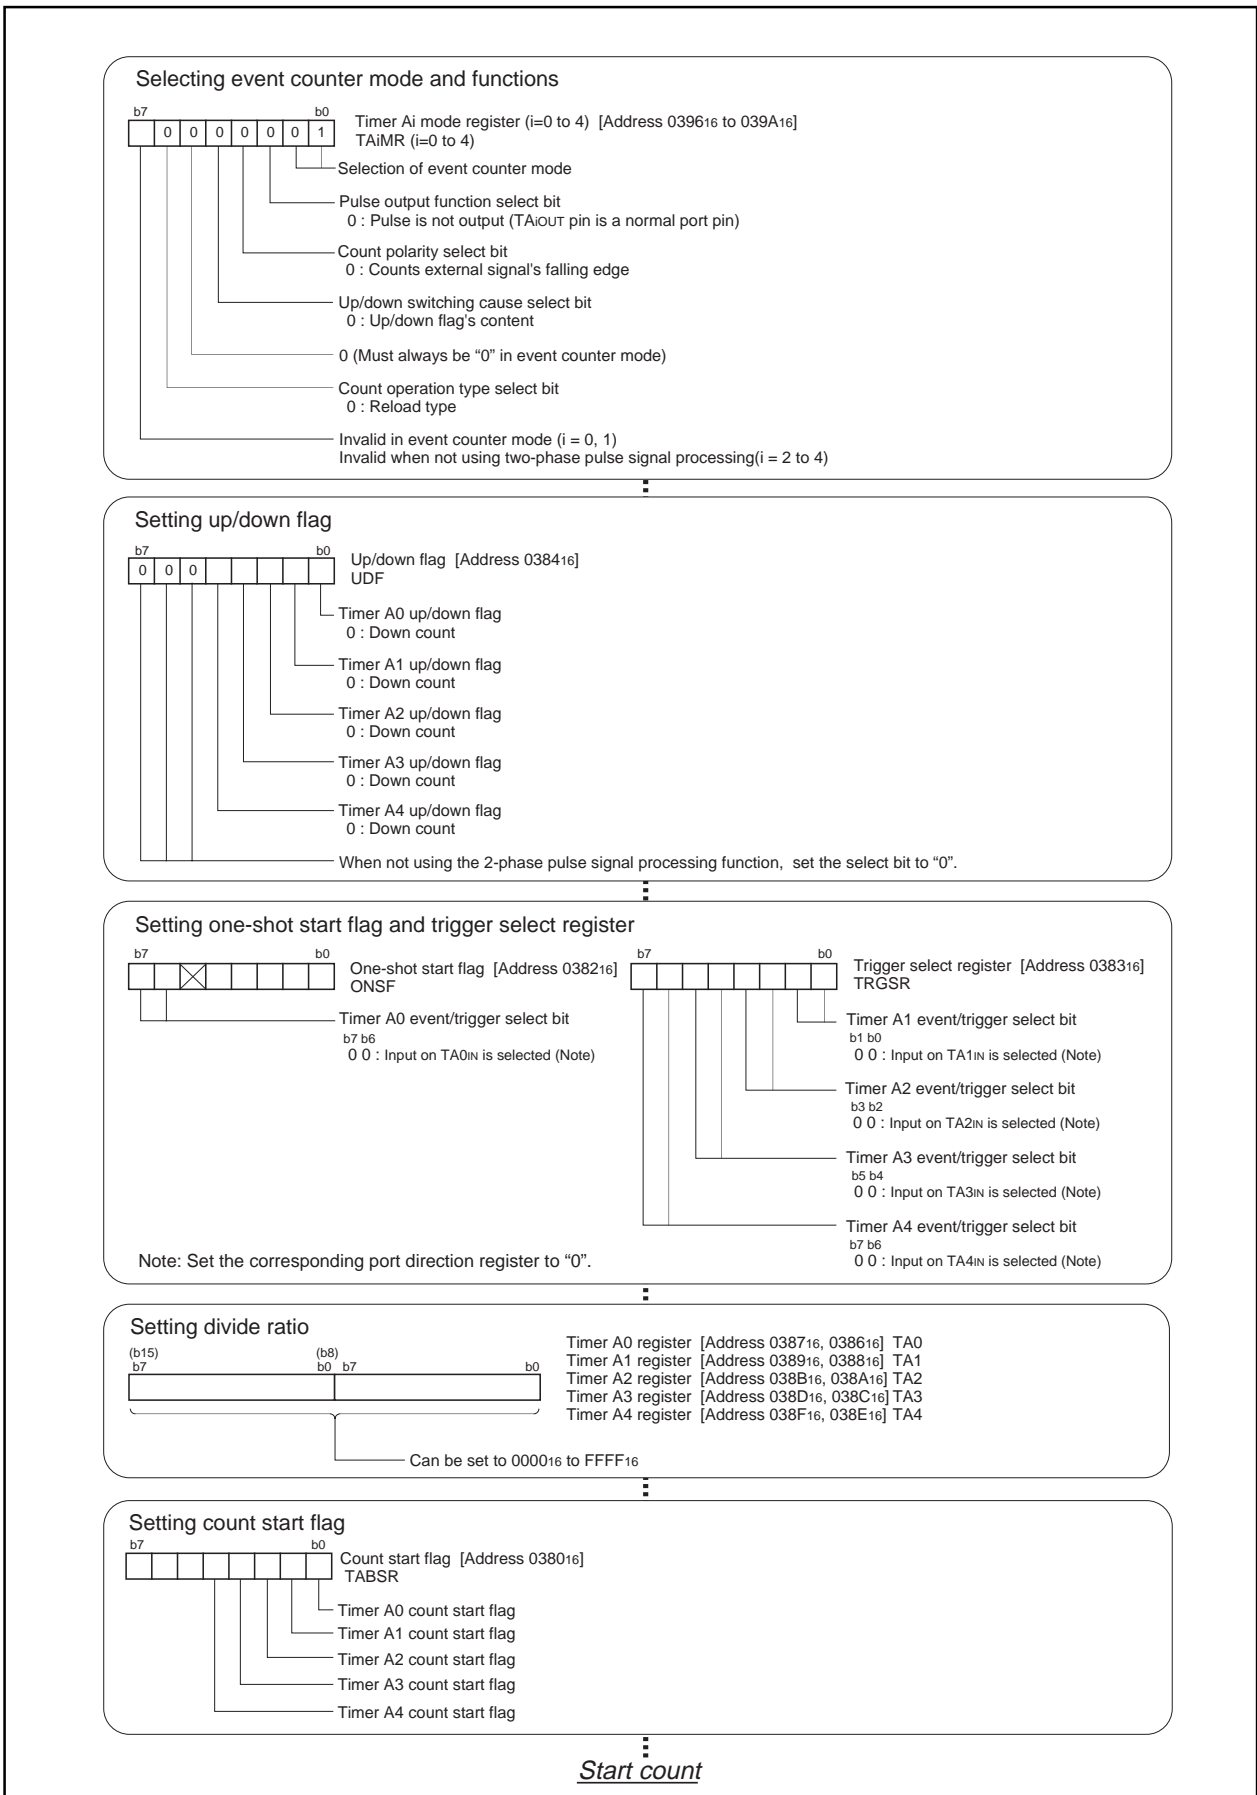 Selecting event counter mode and functions
b7 b0
0 0 0 0 0 0 1
Timer Ai mode register (i=0 to 4) [Address 039616 to 039A16]
TAiMR (i=0 to 4)
Selection of event counter mode
Pulse output function select bit
0 : Pulse is not output (TAiOUT pin is a normal port pin)
Count polarity select bit
0 : Counts external signal's falling edge
Up/down switching cause select bit
0 : Up/down flag's content
0 (Must always be “0” in event counter mode)
Count operation type select bit
0 : Reload type
Invalid in event counter mode (i = 0, 1)
Invalid when not using two-phase pulse signal processing(i = 2 to 4)
Setting up/down flag
b7 b0
0 0 0
Up/down flag [Address 038416]
UDF
Timer A0 up/down flag
0 : Down count
Timer A1 up/down flag
0 : Down count
Timer A2 up/down flag
0 : Down count
Timer A3 up/down flag
0 : Down count
Timer A4 up/down flag
0 : Down count
When not using the 2-phase pulse signal processing function, set the select bit to “0”.
Setting one-shot start flag and trigger select register
b7 b0
One-shot start flag [Address 038216]
ONSF
Timer A0 event/trigger select bit
b7 b6
0 0 : Input on TA0IN is selected (Note)
b7 b0
Trigger select register [Address 038316]
TRGSR
Timer A1 event/trigger select bit
b1 b0
0 0 : Input on TA1IN is selected (Note)
Timer A2 event/trigger select bit
b3 b2
0 0 : Input on TA2IN is selected (Note)
Timer A3 event/trigger select bit
b5 b4
0 0 : Input on TA3IN is selected (Note)
Timer A4 event/trigger select bit
b7 b6
0 0 : Input on TA4IN is selected (Note)
Note: Set the corresponding port direction register to “0”.
Setting divide ratio
(b15) (b8)
b7 b0 b7 b0
Timer A0 register [Address 038716, 038616] TA0
Timer A1 register [Address 038916, 038816] TA1
Timer A2 register [Address 038B16, 038A16] TA2
Timer A3 register [Address 038D16, 038C16] TA3
Timer A4 register [Address 038F16, 038E16] TA4
Can be set to 000016 to FFFF16
Setting count start flag
b7 b0
Count start flag [Address 038016]
TABSR
Timer A0 count start flag
Timer A1 count start flag
Timer A2 count start flag
Timer A3 count start flag
Timer A4 count start flag
Start count